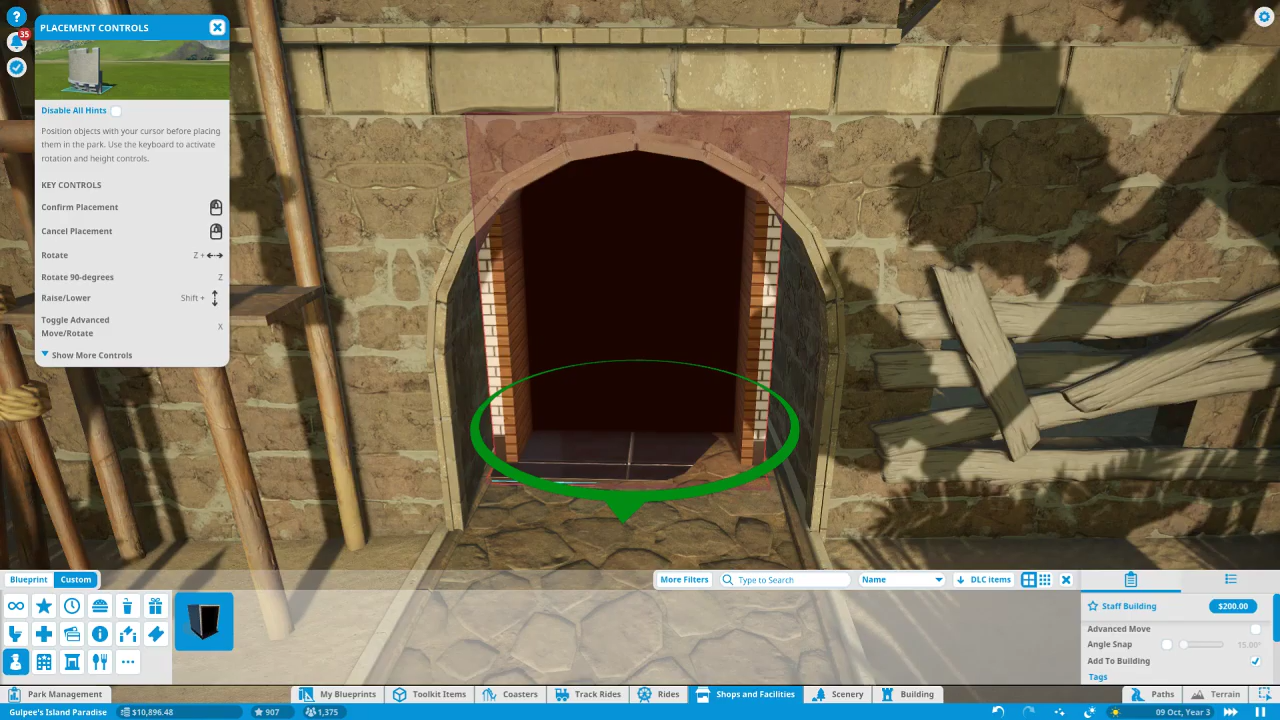 ?
PLACEMENT CONTROLS
35
Disable All Hints
Position objects with your cursor before placing
them in the park. Use the keyboard to activate
rotation and height controls.
KEY CONTROLS
Confirm Placement
Cancel Placement
Rotate Z +
Rotate 90-degrees Z
Raise/Lower Shift +
Toggle Advanced
Move/Rotate X
Show More Controls
Blueprint Custom More Filters Type to Search Name DLC items
Staff Building $200.00
Advanced Move
Angle Snap 15.00°
Add To Building
Tags
Park Management My Blueprints Toolkit Items Coasters Track Rides Rides Shops and Facilities Scenery Building Paths Terrain
Gulpee's Island Paradise $10,896.48 907 1,375 09 Oct, Year 3